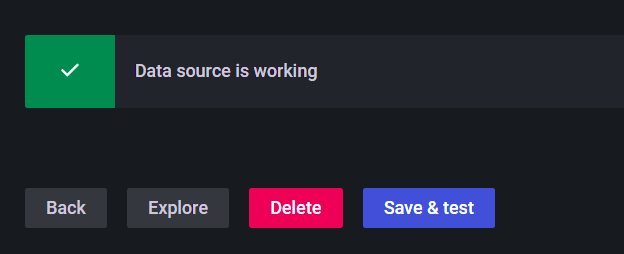 Data source is working
Back Explore Delete Save & test